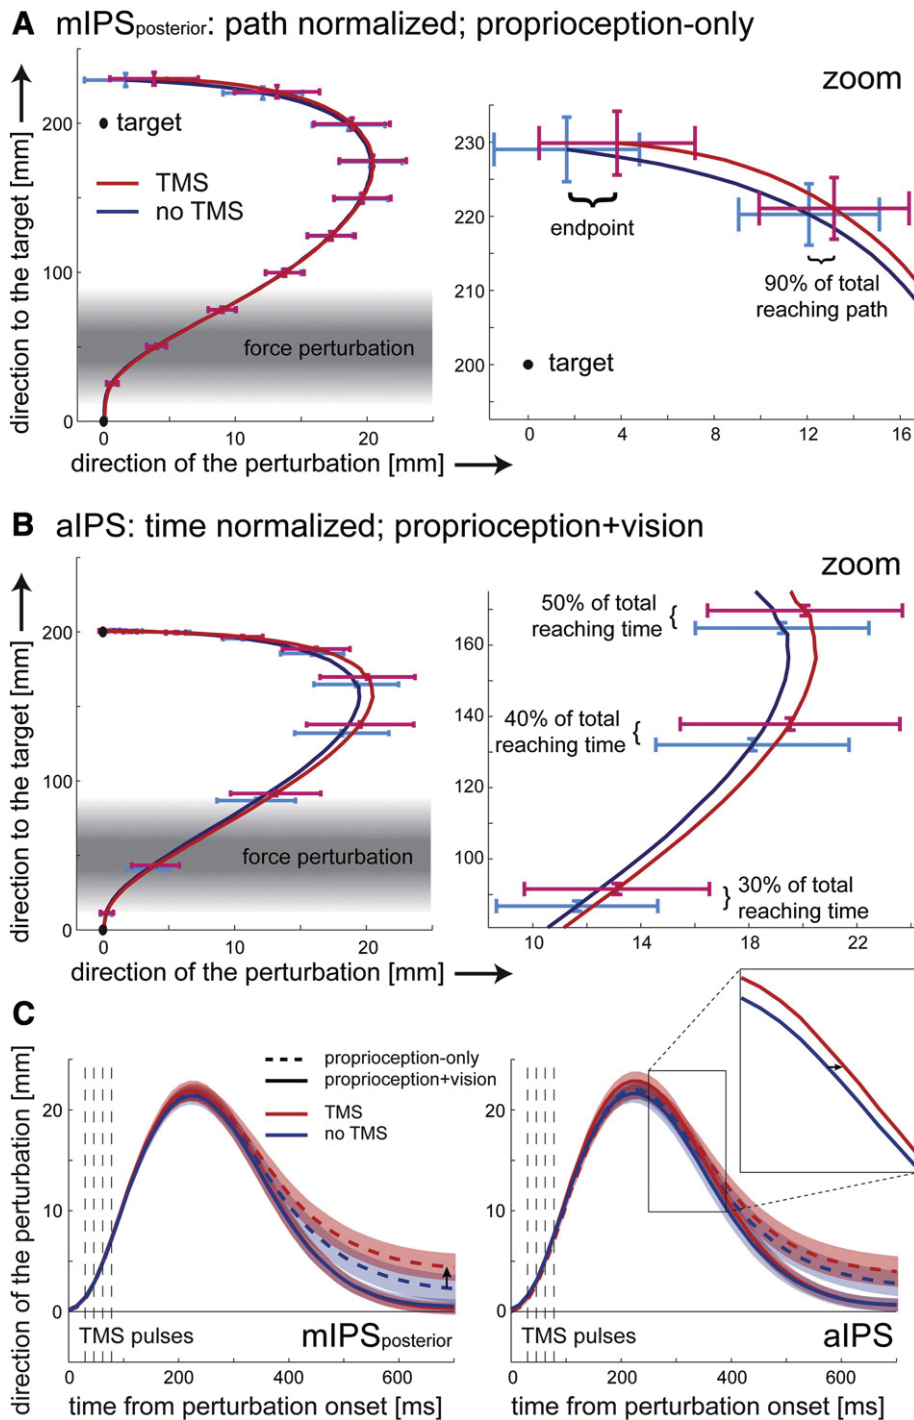 A mIPSposterior: path normalized; proprioception-only
zoom
direction to the target [mm]
200
100
0
target
TMS
no TMS
force perturbation
0 10 20
direction of the perturbation [mm]
230
220
210
200
endpoint
90% of total
reaching path
target
0 4 8 12 16
B aIPS: time normalized; proprioception+vision
zoom
direction to the target [mm]
200
100
0
force perturbation
0 10 20
direction of the perturbation [mm]
160
140
120
100
50% of total
reaching time
40% of total
reaching time
30% of total
reaching time
10 14 18 22
C
direction of the perturbation [mm]
20
10
0
proprioception-only
proprioception+vision
TMS
no TMS
TMS pulses
mIPSposterior
0 200 400 600
time from perturbation onset [ms]
20
10
0
TMS pulses
aIPS
0 200 400 600
time from perturbation onset [ms]